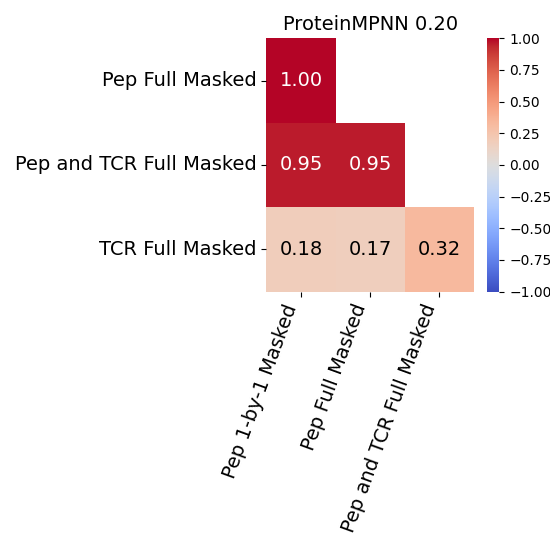 ProteinMPNN 0.20
Pep Full Masked
1.00
Pep and TCR Full Masked
0.95 0.95
TCR Full Masked
0.18 0.17 0.32
Pep 1-by-1 Masked
Pep Full Masked
Pep and TCR Full Masked
1.00
0.75
0.50
0.25
0.00
−0.25
−0.50
−0.75
−1.00